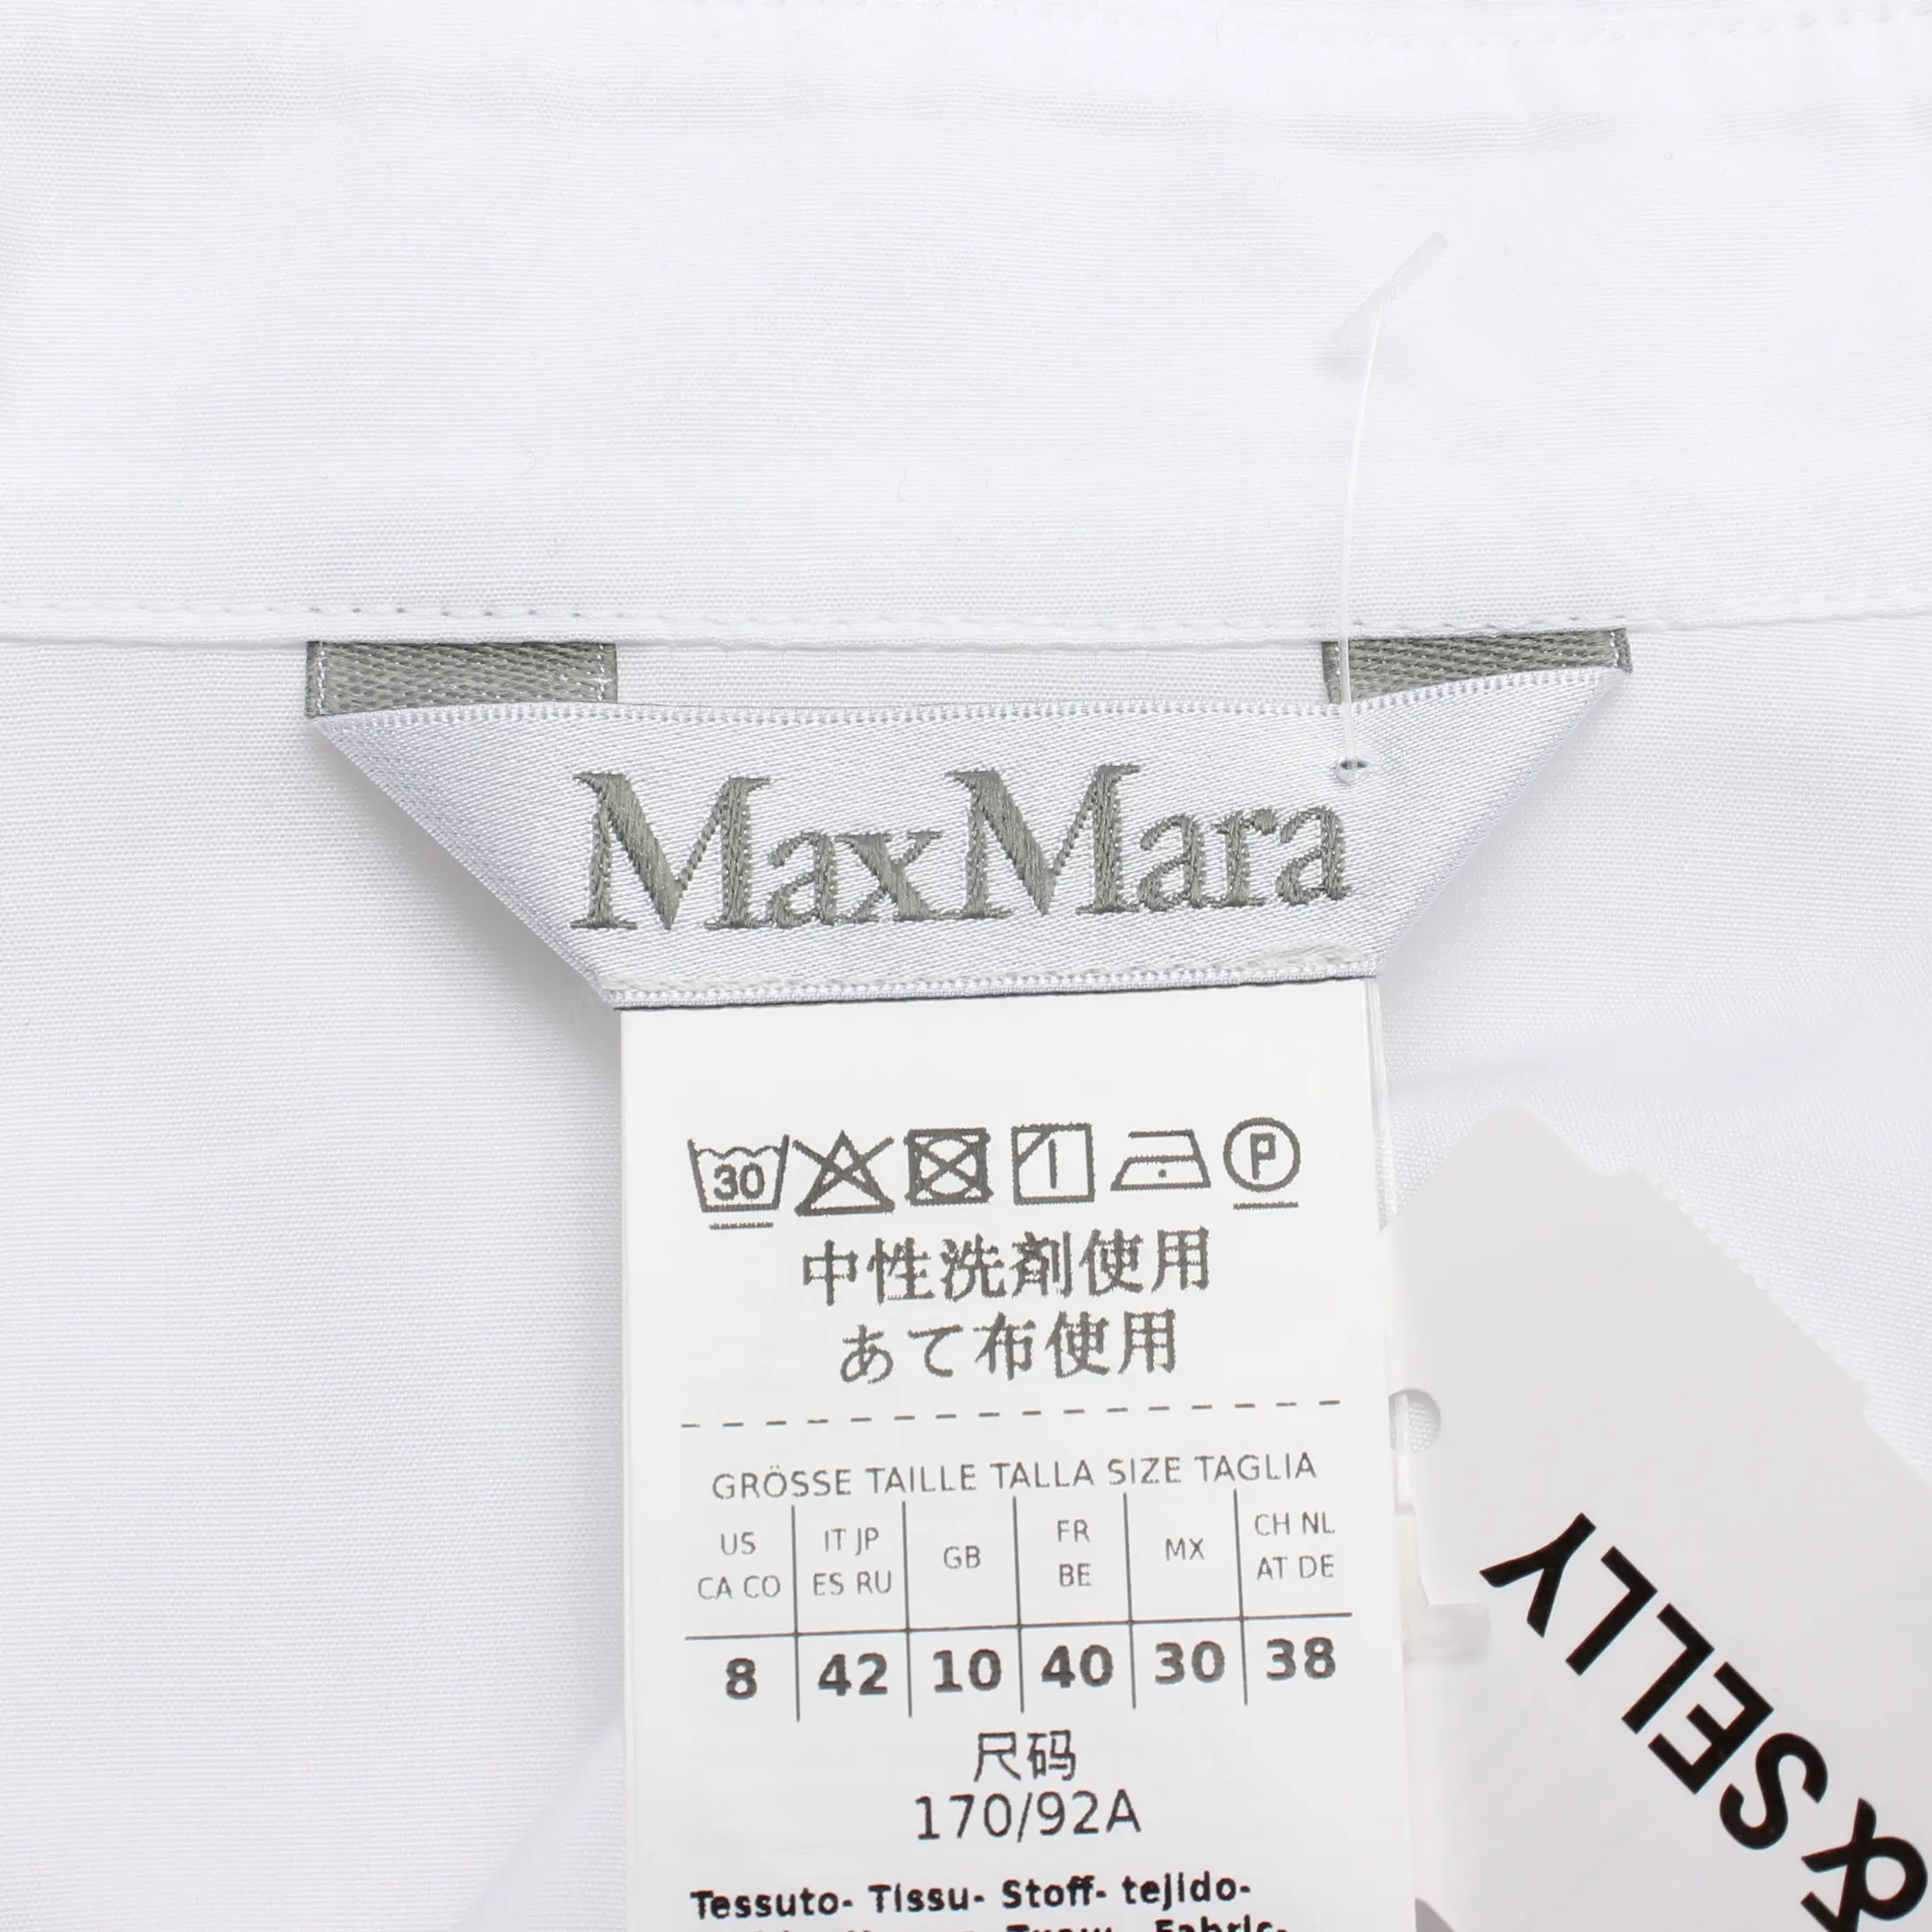 MaxMara
30
P
中性洗剤使用
あて布使用
GRÖSSE TAILLE TALLA SIZE TAGLIA
US CA CO
IT JP ES RU
GB
FR BE
MX
CH NL AT DE
8 42 10 40 30 38
尺码
170/92A
Tessuto- Tissu- Stoff- tejido-
Fabric-
& SELLY